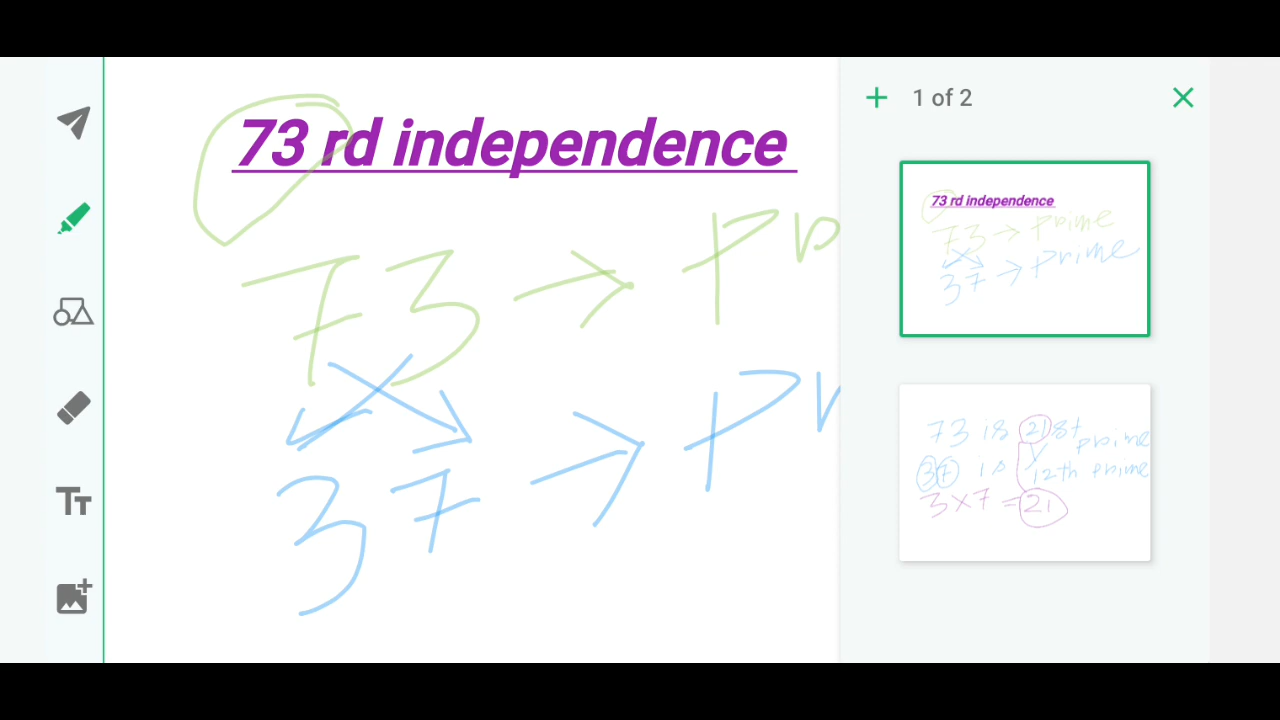 73 rd independence
73 → pr
37 → pr
TT
1 of 2
73 rd independence
73 → prime
37 → prime
73 is 21st prime
37 is 12th prime
3 × 7 = 21